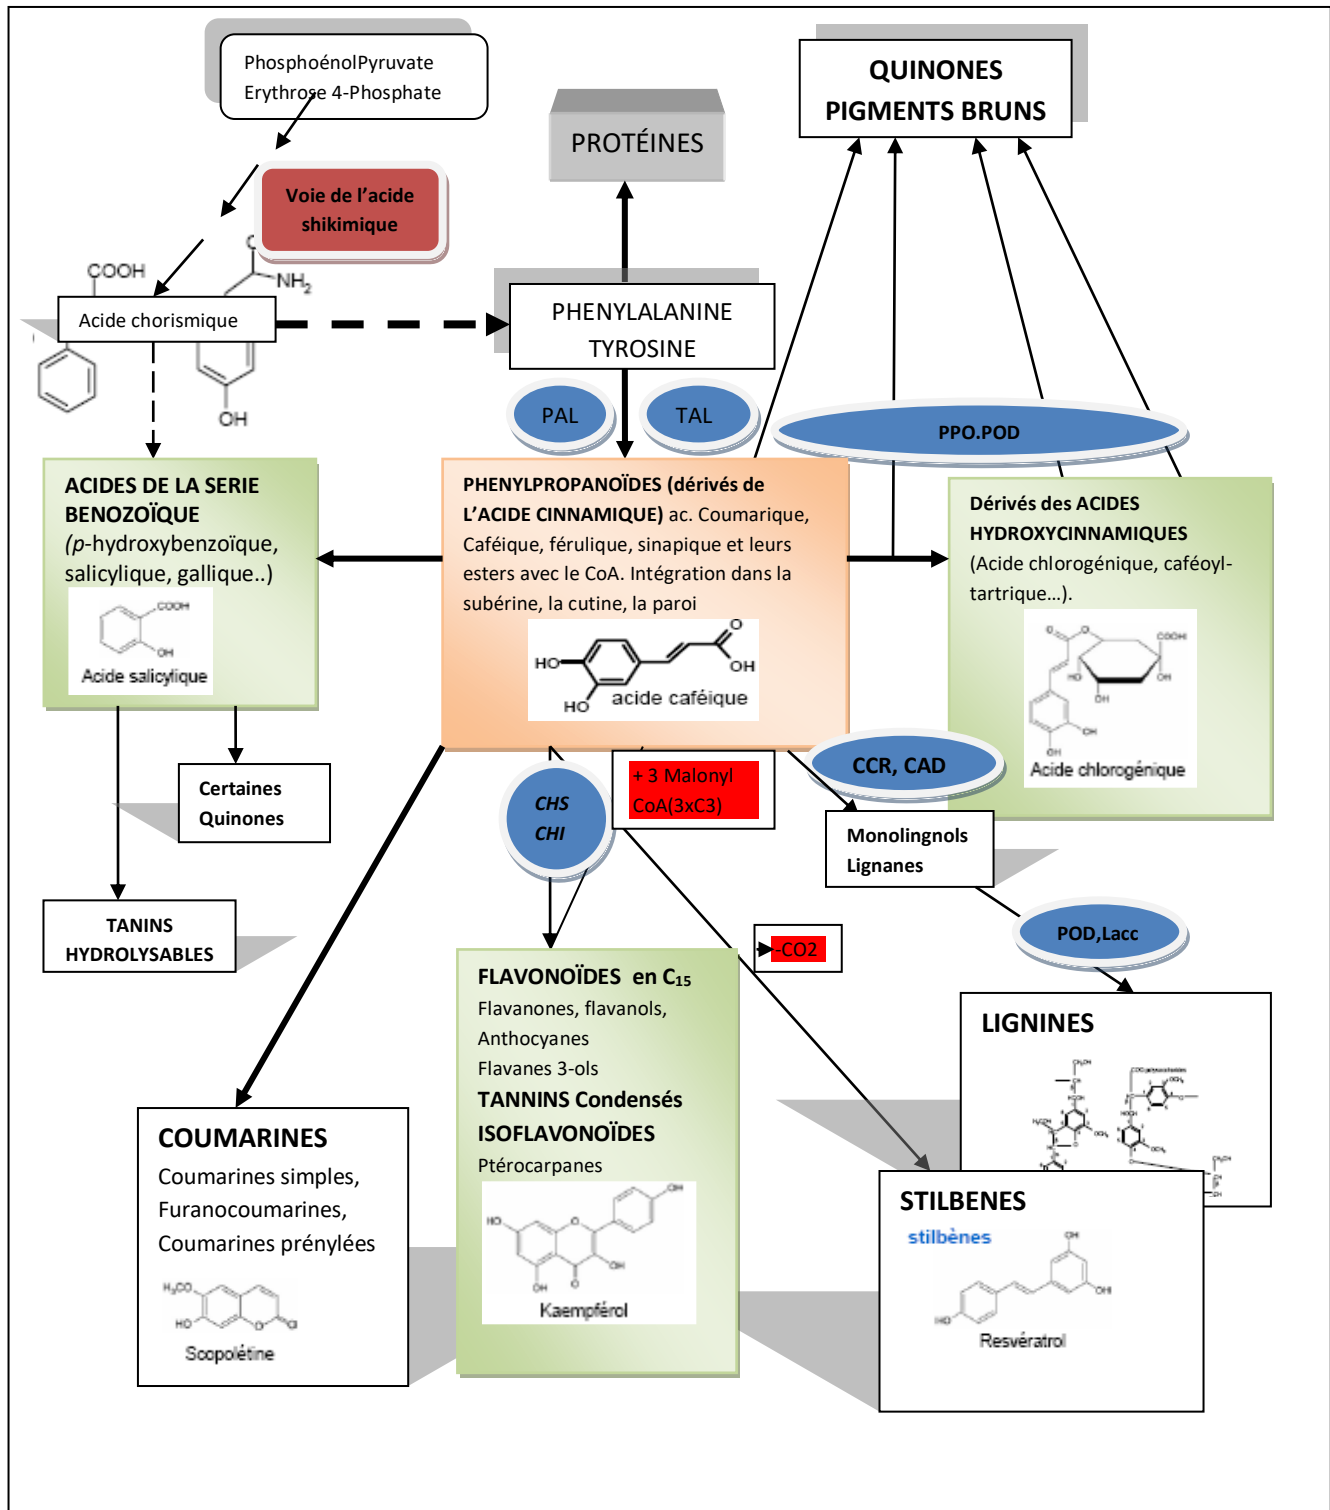 PhosphoénolPyruvate
Erythrose 4-Phosphate
QUINONES
PIGMENTS BRUNS
PROTÉINES
Voie de l’acide
shikimique
COOH
NH₂
Acide chorismique
OH
PHENYLALANINE
TYROSINE
PAL
TAL
PPO.POD
ACIDES DE LA SERIE
BENOZOÏQUE
(p-hydroxybenzoïque,
salicylique, gallique..)
COOH
OH
Acide salicylique
PHENYLPROPANOÏDES (dérivés de
L’ACIDE CINNAMIQUE) ac. Coumarique,
Caféique, férulique, sinapique et leurs
esters avec le CoA. Intégration dans la
subérine, la cutine, la paroi
O
HO
OH
HO
acide caféique
Dérivés des ACIDES
HYDROXYCINNAMIQUES
(Acide chlorogénique, caféoyl-
tartrique…).
O
O
COOH
OH
OH
OH
OH
OH
Acide chlorogénique
Certaines
Quinones
CHS
CHI
+ 3 Malonyl
CoA(3xC3)
CCR, CAD
Monolingnols
Lignanes
TANINS
HYDROLYSABLES
POD,Lacc
-CO2
FLAVONOÏDES  en C₁₅
Flavanones, flavanols,
Anthocyanes
Flavanes 3-ols
TANNINS Condensés
ISOFLAVONOÏDES
Ptérocarpanes
OH
HO
O
OH
OH
O
Kaempférol
LIGNINES
COUMARINES
Coumarines simples,
Furanocoumarines,
Coumarines prénylées
H₃CO
HO
O
Scopolétine
STILBENES
stilbènes
OH
OH
HO
Resvératrol